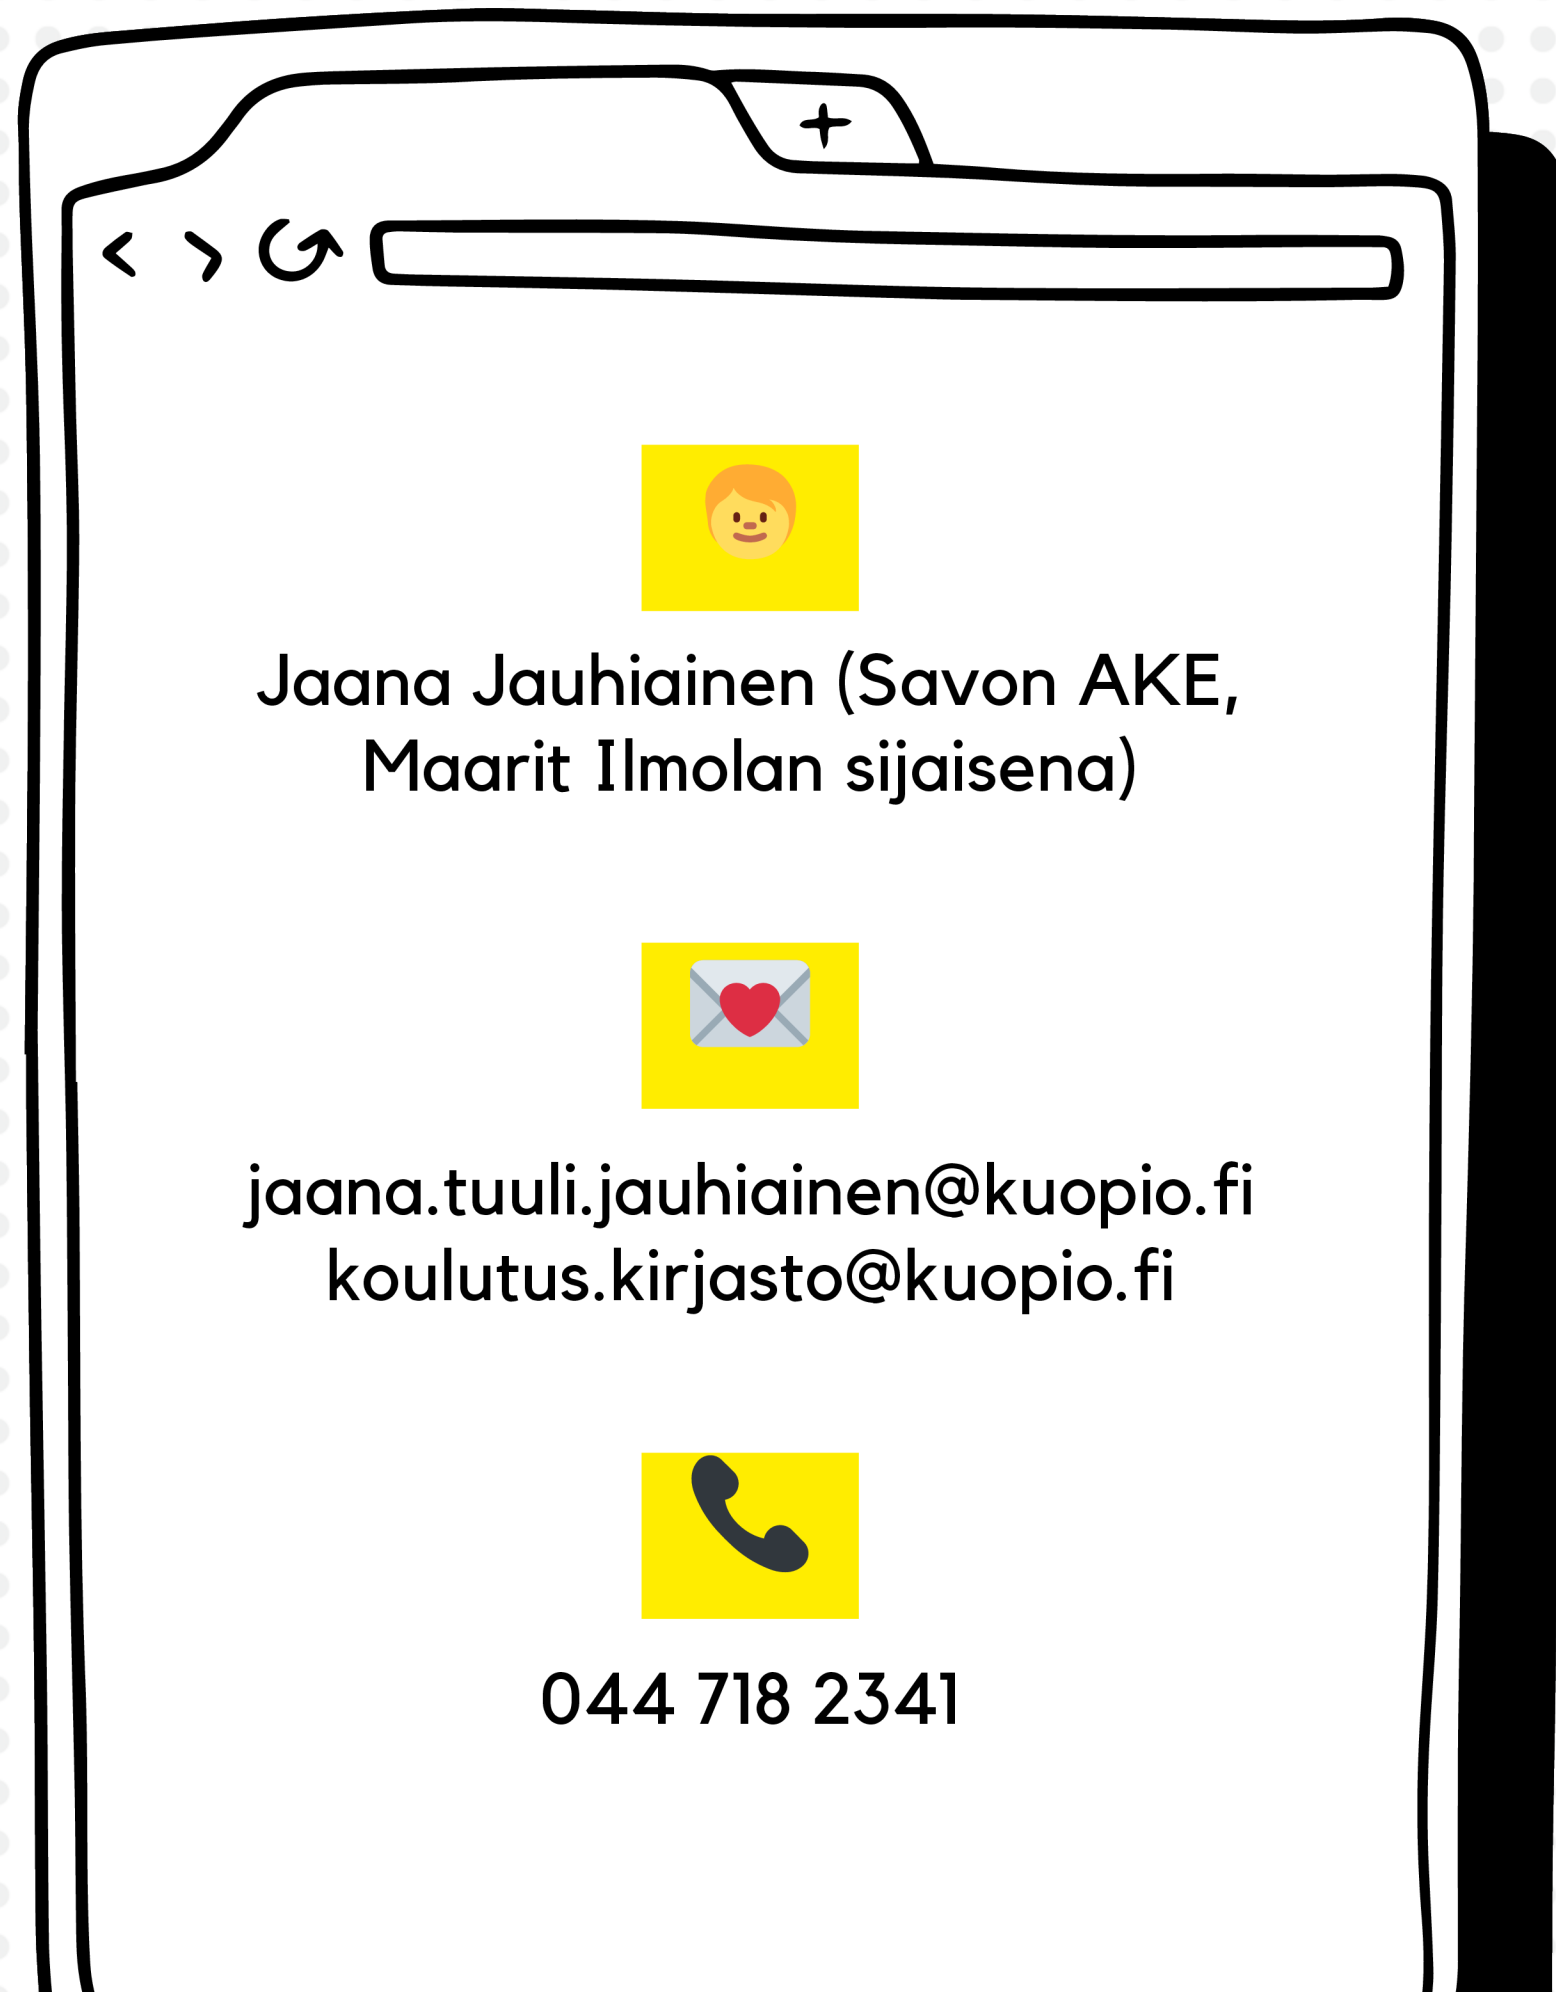 Jaana Jauhiainen (Savon AKE,
Maarit Ilmolan sijaisena)
jaana.tuuli.jauhiainen@kuopio.fi
koulutus.kirjasto@kuopio.fi
044 718 2341